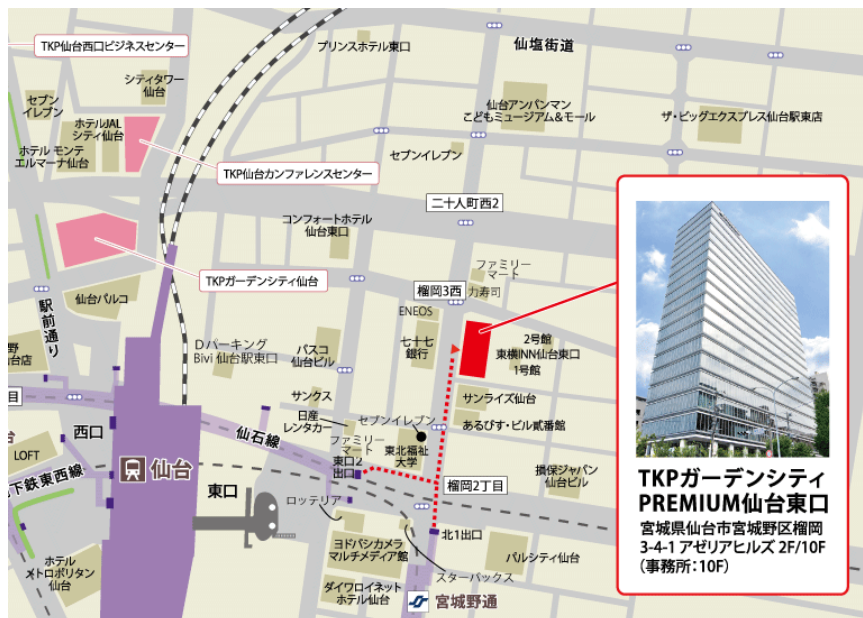 TKP仙台西口ビジネスセンター
プリンスホテル東口
仙塩街道
シティタワー
仙台
セブン
イレブン
ホテルJAL
シティ仙台
ホテル モンテ
エルマーナ仙台
仙台アンパンマン
こどもミュージアム&モール
ザ・ビッグエクスプレス仙台駅東店
セブンイレブン
TKP仙台カンファレンスセンター
二十人町西2
コンフォートホテル
仙台東口
TKPガーデンシティ仙台
ファミリー
マート
榴岡3西
力寿司
仙台パルコ
駅前通り
ENEOS
Dパーキング
Bivi 仙台駅東口
パスコ
仙台ビル
七十七
銀行
2号館
東横INN仙台東口
1号館
野
台店
目
サンクス
サンライズ仙台
あるびす・ビル弐番館
日産
レンタカー
セブンイレブン
ファミリー
マート
東北福祉
大学
仙石線
西口
LOFT
台
下鉄東西線
仙台
東口
東口2
出口
榴岡2丁目
損保ジャパン
仙台ビル
ロッテリア
北1出口
ヨドバシカメラ
マルチメディア館
パルシティ仙台
スターバックス
ホテル
メトロポリタン
仙台
ダイワロイネット
ホテル仙台
宮城野通
TKPガーデンシティ
PREMIUM仙台東口
宮城県仙台市宮城野区榴岡
3-4-1 アゼリアヒルズ 2F/10F
（事務所：10F）